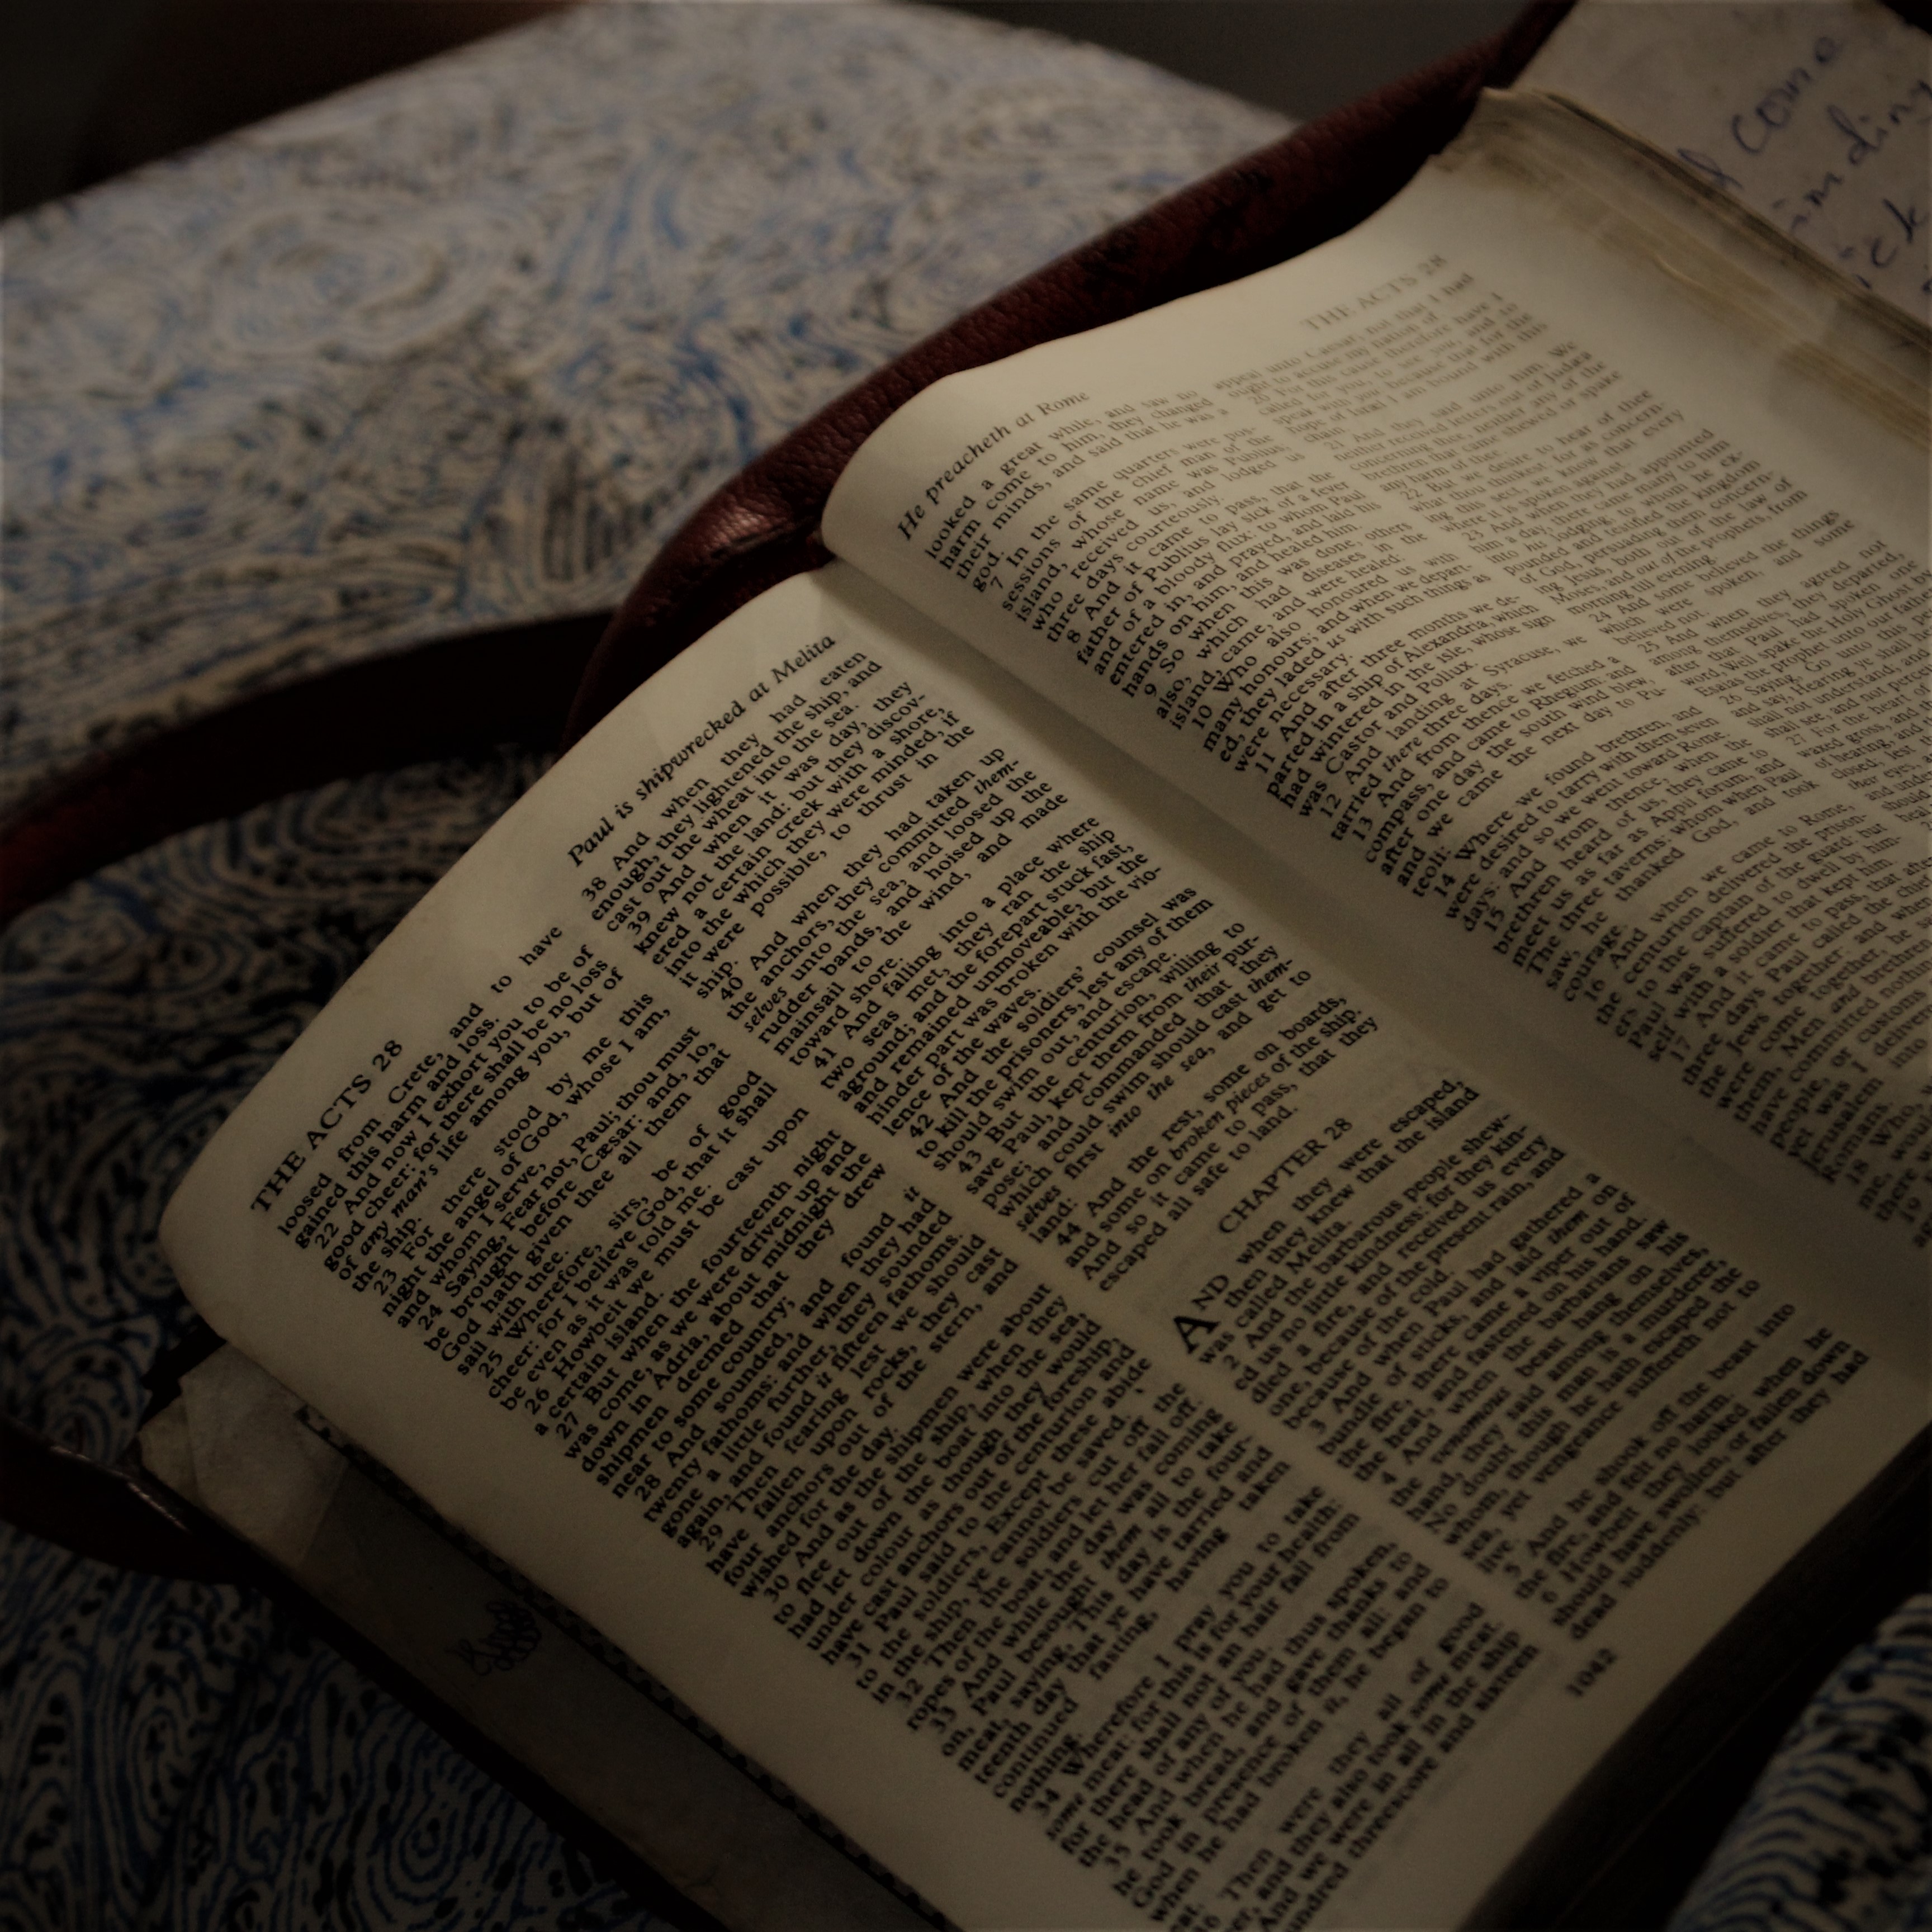 THE ACTS 28
loosed from Crete, and to have
gained this harm and loss.
22 And now I exhort you to be of
good cheer: for there shall be no loss
of any man's life among you, but of
the ship.
23 For there stood by me this
night the angel of God, whose I am,
and whom I serve,
24 Saying, Fear not, Paul; thou must
be brought before Cæsar: and, lo,
God hath given thee all them that
sail with thee.
25 Wherefore, sirs, be of good
cheer: for I believe God, that it shall
be even as it was told me.
26 Howbeit we must be cast upon
a certain island.
27 But when the fourteenth night
was come, as we were driven up and
down in Adria, about midnight the
shipmen deemed that they drew
near to some country;
28 And sounded, and found it
twenty fathoms: and when they had
gone a little further, they sounded
again, and found it fifteen fathoms.
29 Then fearing lest we should
have fallen upon rocks, they cast
four anchors out of the stern, and
wished for the day.
30 And as the shipmen were about
to flee out of the ship, when they
had let down the boat into the sea,
under colour as though they would
have cast anchors out of the foreship,
31 Paul said to the centurion and
to the soldiers, Except these abide
in the ship, ye cannot be saved.
32 Then the soldiers cut off the
ropes of the boat, and let her fall off.
33 And while the day was coming
on, Paul besought them all to take
meat, saying, This day is the four-
teenth day that ye have tarried and
continued fasting, having taken
nothing.
34 Wherefore I pray you to take
some meat: for this is for your health:
for there shall not an hair fall from
the head of any of you.
35 And when he had thus spoken,
he took bread, and gave thanks to
God in presence of them all: and
when he had broken it, he began to
eat.
36 Then were they all of good
cheer, and they also took some meat.
And we were in all in the ship
hundred threescore and sixteen
Paul is shipwrecked at Melita
38 And when they had eaten
enough, they lightened the ship, and
cast out the wheat into the sea.
39 And when it was day, they
knew not the land: but they discov-
ered a certain creek with a shore,
into the which they were minded, if
it were possible, to thrust in the
ship.
40 And when they had taken up
the anchors, they committed them-
selves unto the sea, and loosed the
rudder bands, and hoised up the
mainsail to the wind, and made
toward shore.
41 And falling into a place where
two seas met, they ran the ship
aground; and the forepart stuck fast,
and remained unmoveable, but the
hinder part was broken with the vio-
lence of the waves.
42 And the soldiers' counsel was
to kill the prisoners, lest any of them
should swim out, and escape.
43 But the centurion, willing to
save Paul, kept them from their pur-
pose; and commanded that they
which could swim should cast them-
selves first into the sea, and get to
land:
44 And the rest, some on boards,
and some on broken pieces of the ship.
And so it came to pass, that they
escaped all safe to land.
CHAPTER 28
AND when they were escaped,
then they knew that the island
was called Melita.
2 And the barbarous people shew-
ed us no little kindness: for they kin-
dled a fire, and received us every
one, because of the present rain, and
because of the cold.
3 And when Paul had gathered a
bundle of sticks, and laid them on
the fire, there came a viper out of
the heat, and fastened on his hand.
4 And when the barbarians saw
the venomous beast hang on his
hand, they said among themselves,
No doubt this man is a murderer,
whom, though he hath escaped the
sea, yet vengeance suffereth not to
live.
5 And he shook off the beast into
the fire, and felt no harm.
6 Howbeit they looked when he
should have swollen, or fallen down
dead suddenly: but after they had
1042
He preacheth at Rome
looked a great while, and saw no
harm come to him, they changed
their minds, and said that he was a
god.
7 In the same quarters were pos-
sessions of the chief man of the
island, whose name was Publius;
who received us, and lodged us
three days courteously.
8 And it came to pass, that the
father of Publius lay sick of a fever
and of a bloody flux: to whom Paul
entered in, and prayed, and laid his
hands on him, and healed him.
9 So when this was done, others
also, which had diseases in the
island, came, and were healed:
10 Who also honoured us with
many honours; and when we depart-
ed, they laded us with such things as
were necessary.
11 And after three months we de-
parted in a ship of Alexandria, which
had wintered in the isle, whose sign
was Castor and Pollux.
12 And landing at Syracuse, we
tarried there three days.
13 And from thence we fetched a
compass, and came to Rhegium: and
after one day the south wind blew,
and we came the next day to Pu-
teoli:
14 Where we found brethren, and
were desired to tarry with them seven
days: and so we went toward Rome.
15 And from thence, when the
brethren heard of us, they came to
meet us as far as Appii forum, and
The three taverns: whom when Paul
saw, he thanked God, and took
courage.
16 And when we came to Rome,
the centurion delivered the prison-
ers to the captain of the guard: but
Paul was suffered to dwell by him-
self with a soldier that kept him.
17 And it came to pass, that after
three days Paul called the chief
the Jews together: and when
were come together, he
them, Men and brethren
have committed nothing
people, or customs
yet was I delivered
Jerusalem into
Romans.
18 Who,
me, wo
there w
19
THE ACTS 28
appeal unto Cæsar; not that I had
ought to accuse my nation of.
20 For this cause therefore have I
called for you, to see you, and to
speak with you: because that for the
hope of Israel I am bound with this
chain.
21 And they said unto him, We
neither received letters out of Judæa
concerning thee, neither any of the
brethren that came shewed or spake
any harm of thee.
22 But we desire to hear of thee
what thou thinkest: for as concern-
ing this sect, we know that every
where it is spoken against.
23 And when they had appointed
him a day, there came many to him
into his lodging; to whom he ex-
pounded and testified the kingdom
of God, persuading them concern-
ing Jesus, both out of the law of
Moses, and out of the prophets, from
morning till evening.
24 And some believed the things
which were spoken, and some
believed not.
25 And when they agreed not
among themselves, they departed,
after that Paul had spoken one
word, Well spake the Holy Ghost by
Esaias the prophet unto our fathers
26 Saying, Go unto this
and say, Hearing ye shall
shall not understand; and
shall see, and not perc
27 For the heart
waxed gross, and
of hearing, and
closed; lest
their eyes
and unde
should
I come
inding
ick